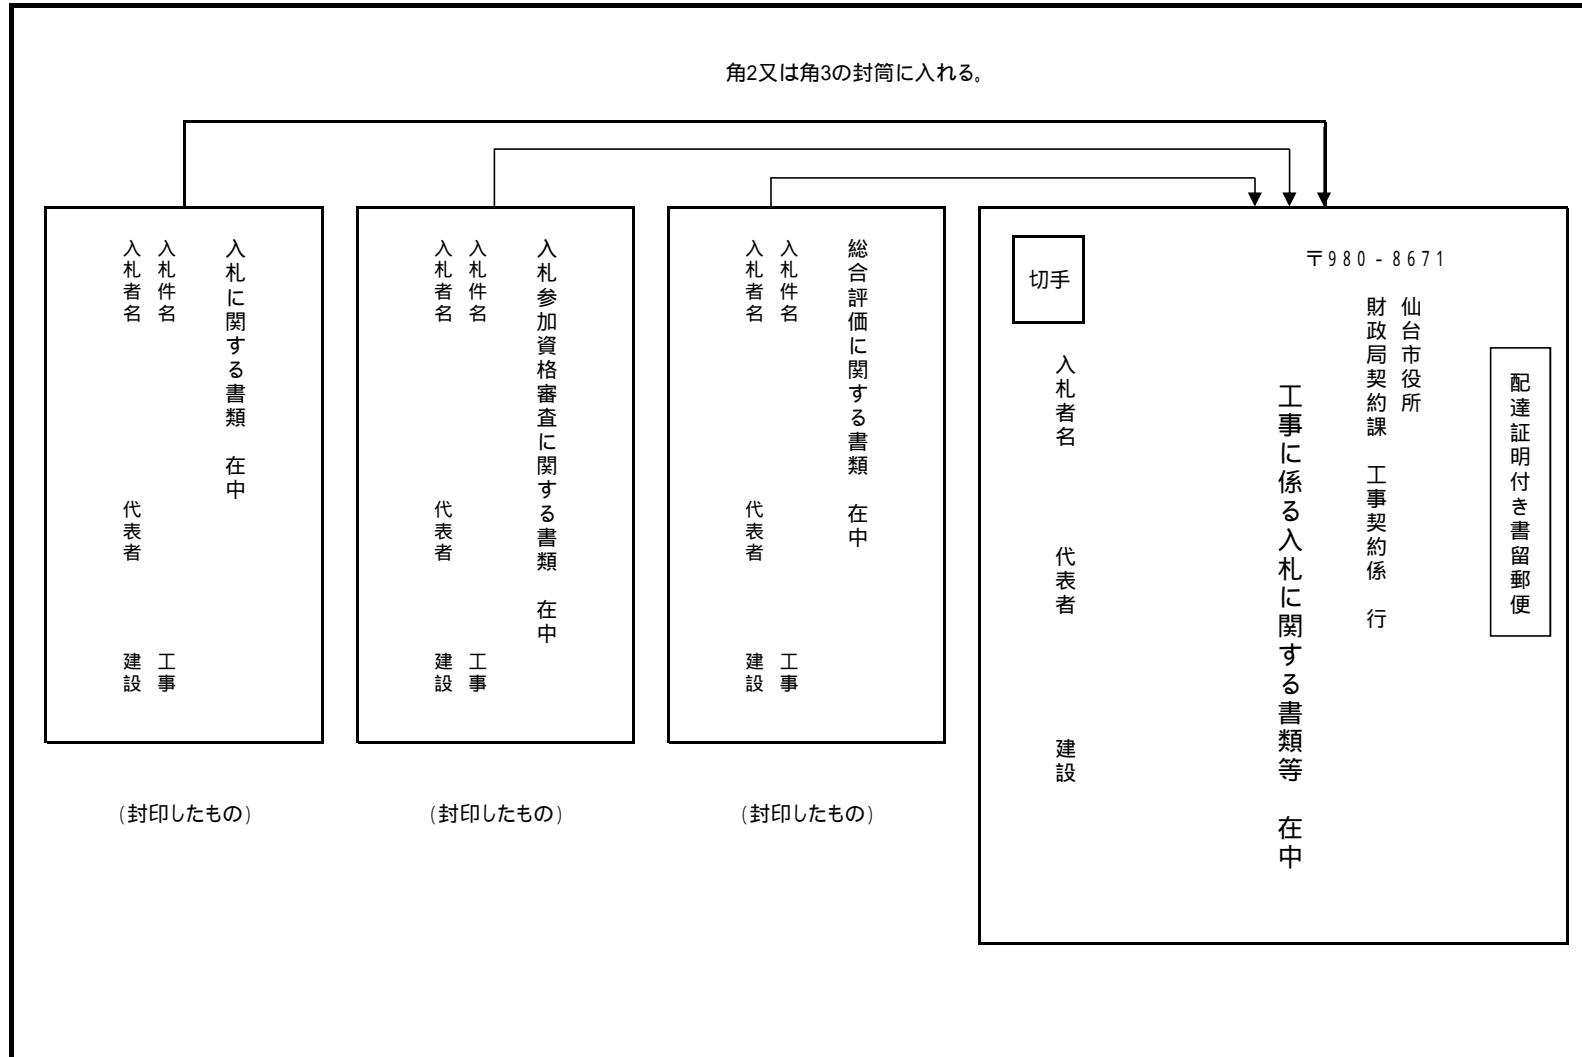 角2又は角3の封筒に入れる。
入札に関する書類　在中
入札件名　工事
入札者名　代表者　建設
(封印したもの)
入札参加資格審査に関する書類　在中
入札件名　工事
入札者名　代表者　建設
(封印したもの)
総合評価に関する書類　在中
入札件名　工事
入札者名　代表者　建設
(封印したもの)
配達証明付き書留郵便
〒980-8671
仙台市役所
財政局契約課　工事契約係　行
工事に係る入札に関する書類等　在中
切手
入札者名　代表者　建設